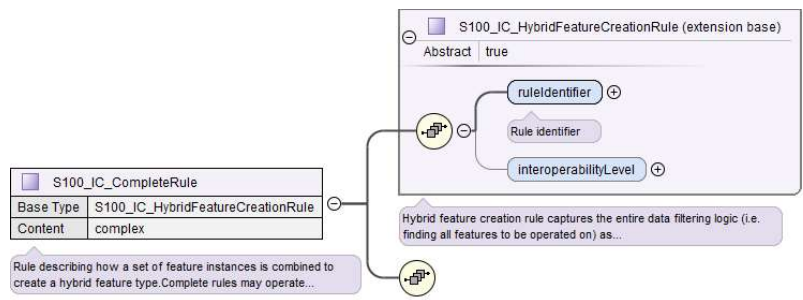 S100_IC_HybridFeatureCreationRule (extension base)
Abstract true
ruleIdentifier
Rule identifier
interoperabilityLevel
Hybrid feature creation rule captures the entire data filtering logic (i.e.
finding all features to be operated on) as...
S100_IC_CompleteRule
Base Type S100_IC_HybridFeatureCreationRule
Content complex
Rule describing how a set of feature instances is combined to
create a hybrid feature type.Complete rules may operate...